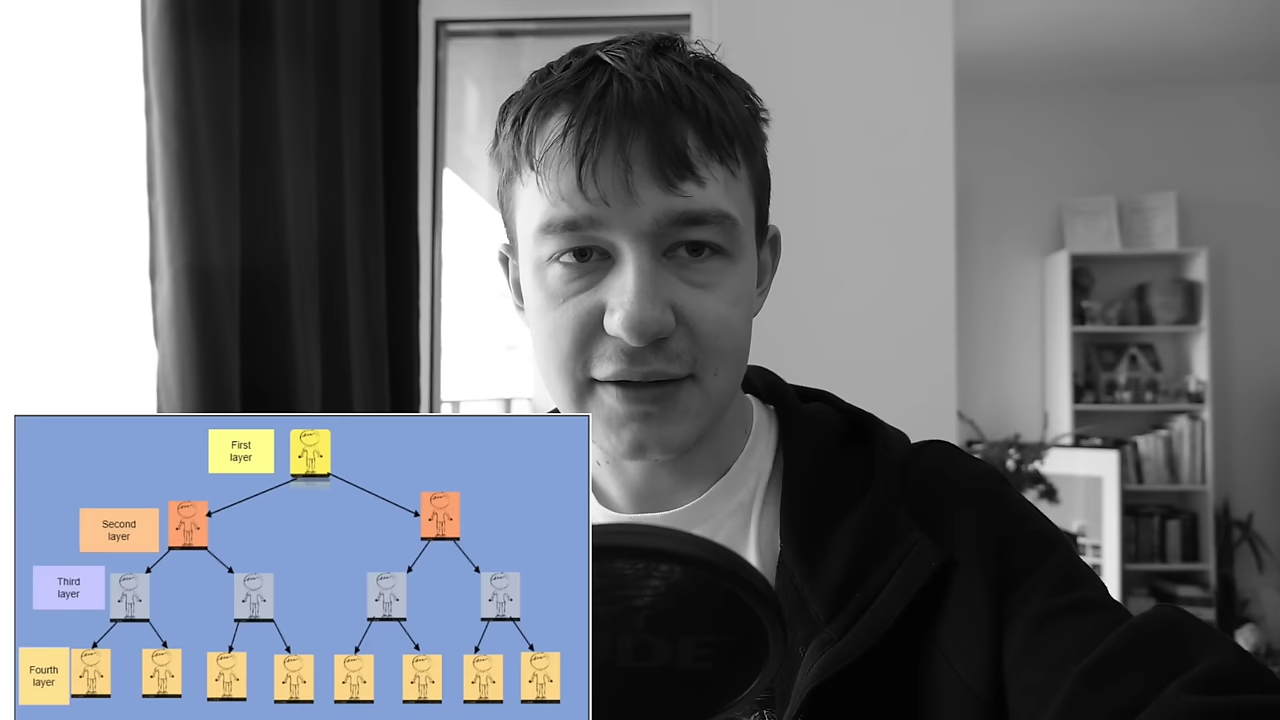 First
layer
Second
layer
Third
layer
Fourth
layer